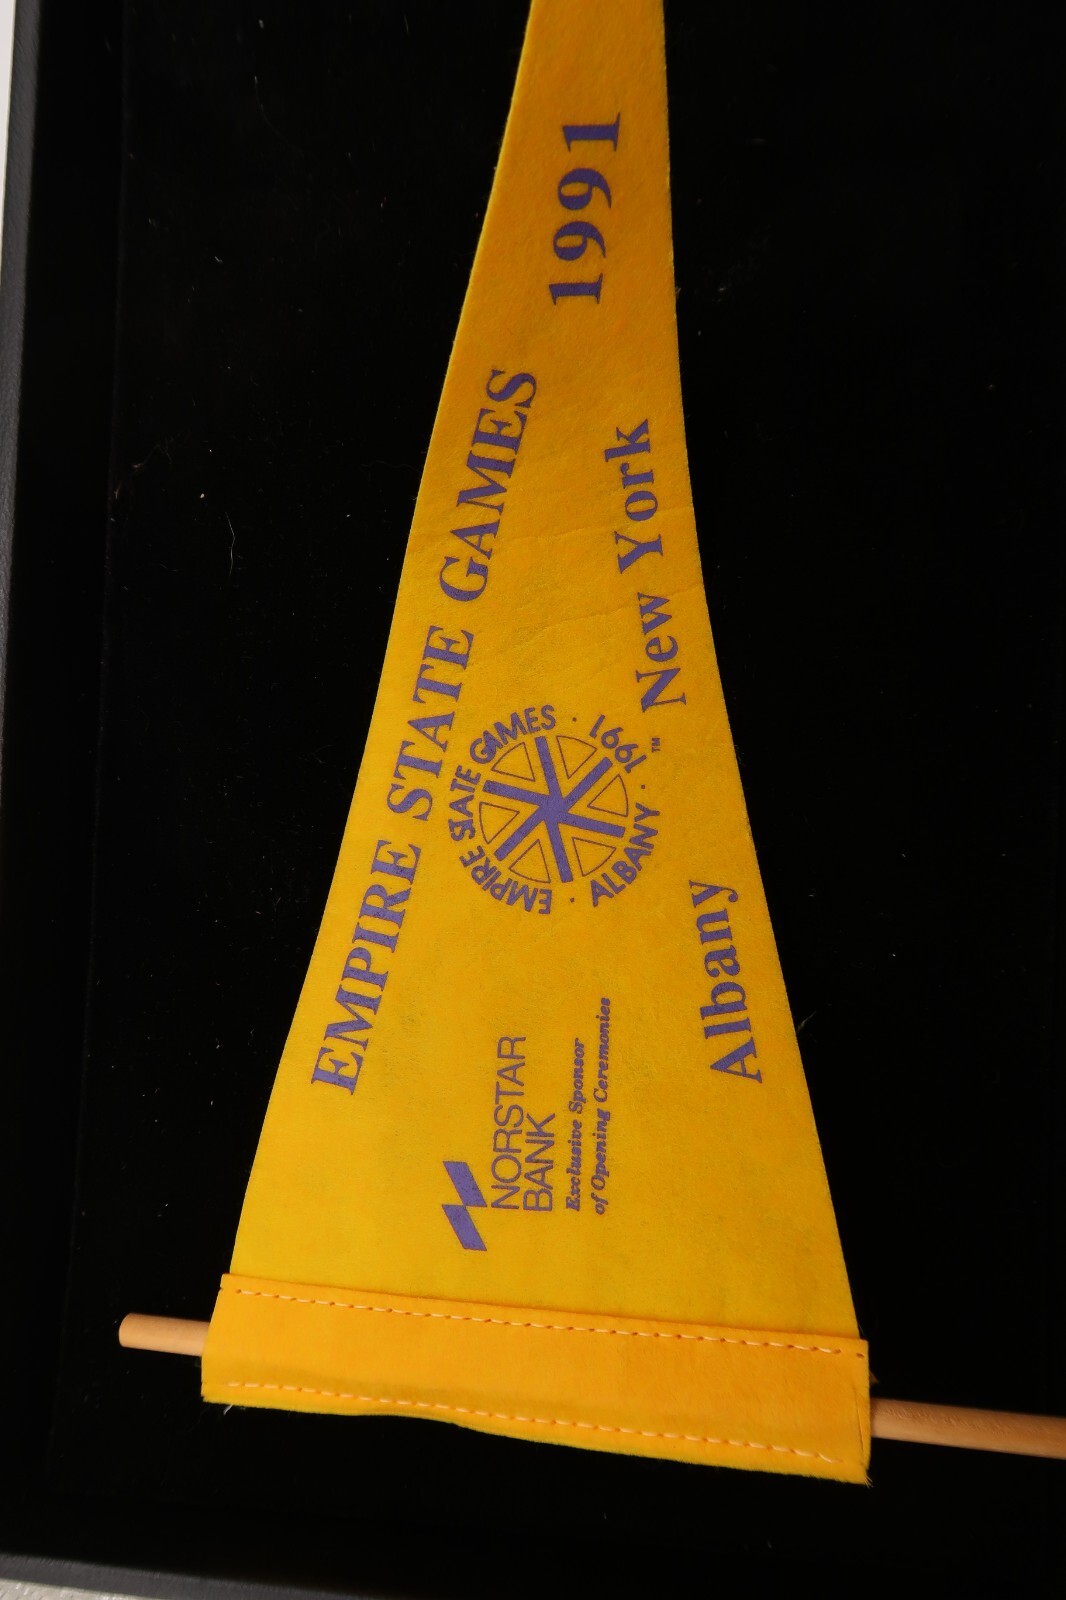 EMPIRE STATE GAMES 1991
NORSTAR
BANK
Exclusive Sponsor
of Opening Ceremonies
EMPIRE STATE GAMES · 1991 · ALBANY ·
TM
Albany New York